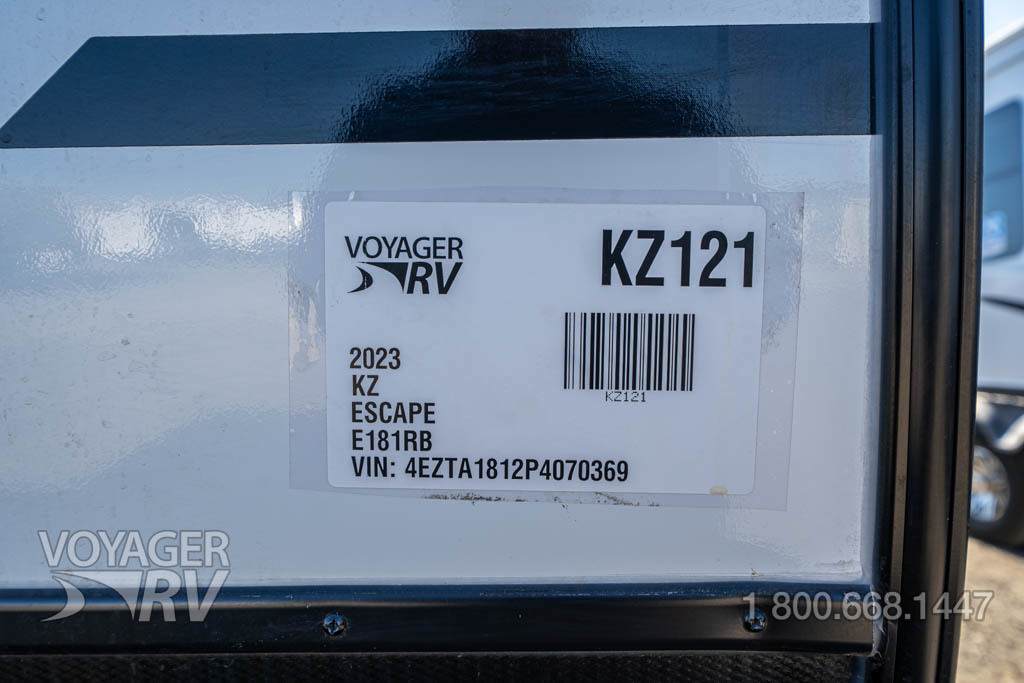 VOYAGER
RV
KZ121
KZ121
2023
KZ
ESCAPE
E181RB
VIN: 4EZTA1812P4070369
VOYAGER
RV
1 800.668.1447